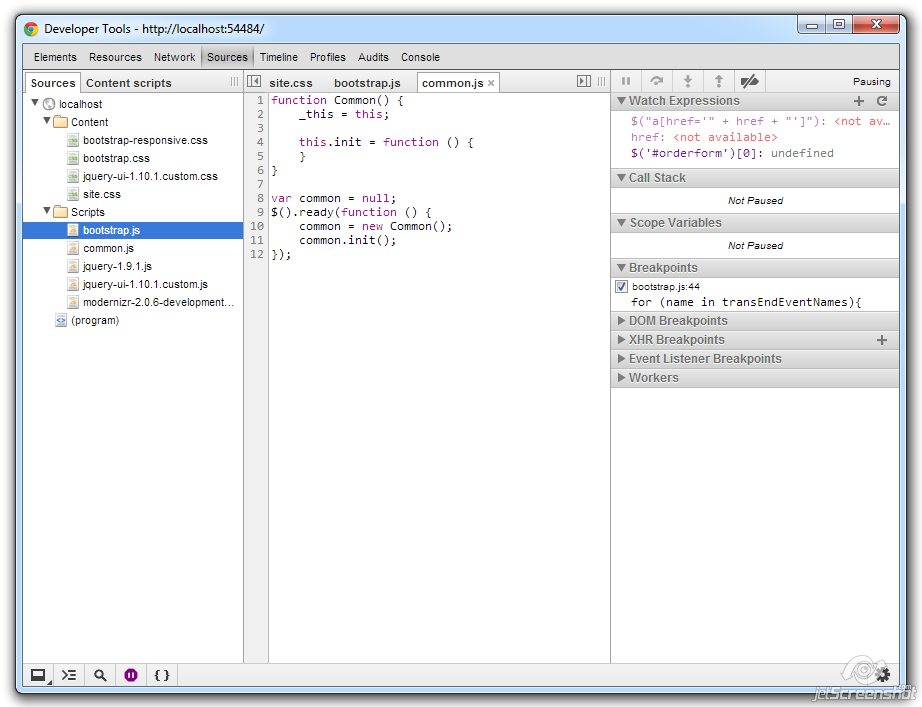 Developer Tools - http://localhost:54484/
Elements Resources Network Sources Timeline Profiles Audits Console
Sources Content scripts
localhost
Content
bootstrap-responsive.css
bootstrap.css
jquery-ui-1.10.1.custom.css
site.css
Scripts
bootstrap.js
common.js
jquery-1.9.1.js
jquery-ui-1.10.1.custom.js
modernizr-2.0.6-development...
(program)
site.css bootstrap.js common.js ×
1 function Common() {
2 _this = this;
3
4 this.init = function () {
5 }
6 }
7
8 var common = null;
9 $().ready(function () {
10 common = new Common();
11 common.init();
12 });
Pausing
Watch Expressions
$("a[href='" + href + "']"): <not av...
href: <not available>
$('#orderform')[0]: undefined
Call Stack
Not Paused
Scope Variables
Not Paused
Breakpoints
bootstrap.js:44
for (name in transEndEventNames){
DOM Breakpoints
XHR Breakpoints
Event Listener Breakpoints
Workers
{ }
jetScreenshot
.com